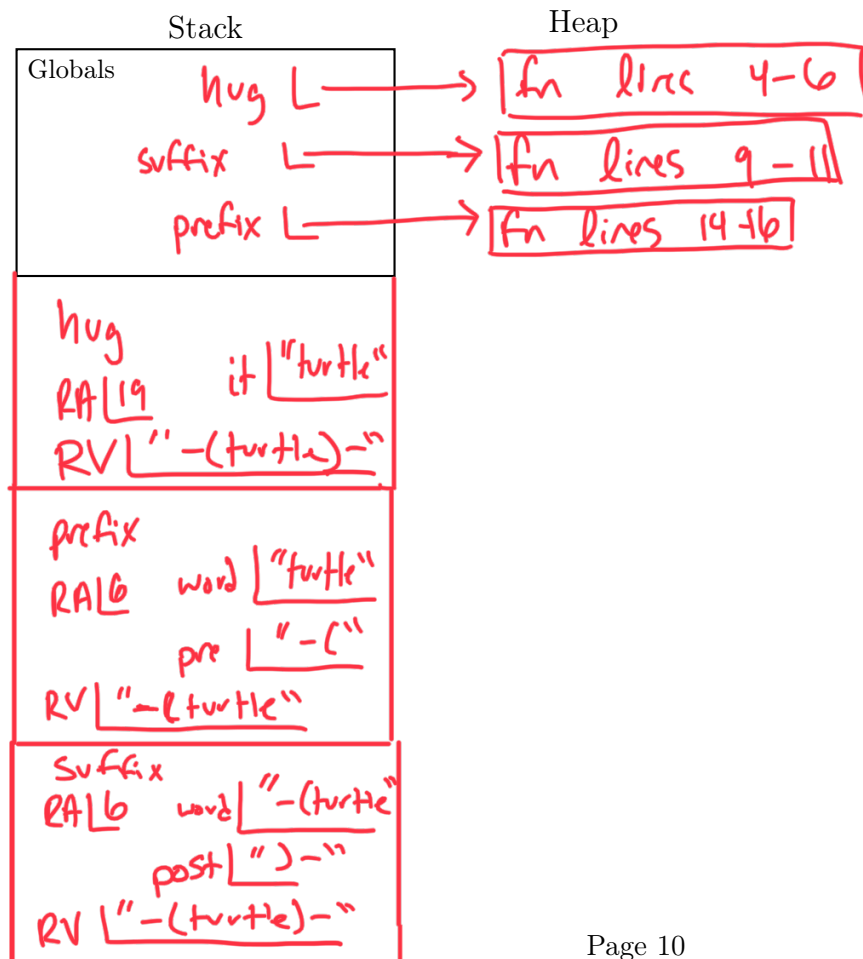 Stack Heap
Globals
hug fn lines 4-6
suffix fn lines 9-11
prefix fn lines 14-16
hug
it "turtle"
RA 19
RV "-(turtle)-"
prefix
RA 6 word "turtle"
pre "-("
RV "-(turtle"
suffix
RA 6 word "-(turtle"
post ")-"
RV "-(turtle)-"
Page 10